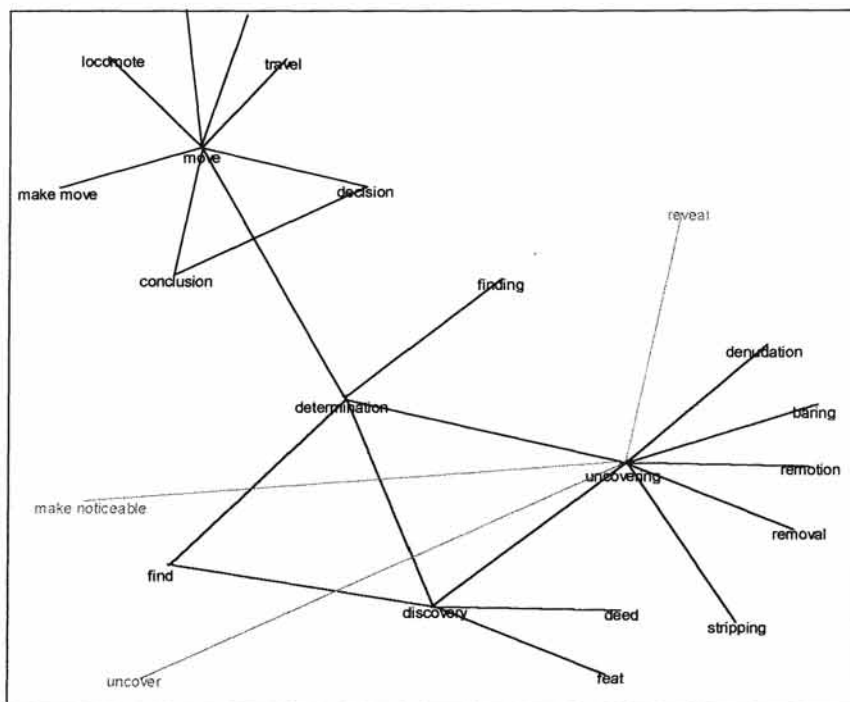 locomote
travel
move
make move
decision
reveal
conclusion
finding
denudation
determination
baring
uncovering
remotion
make noticeable
removal
find
discovery
deed
stripping
feat
uncover